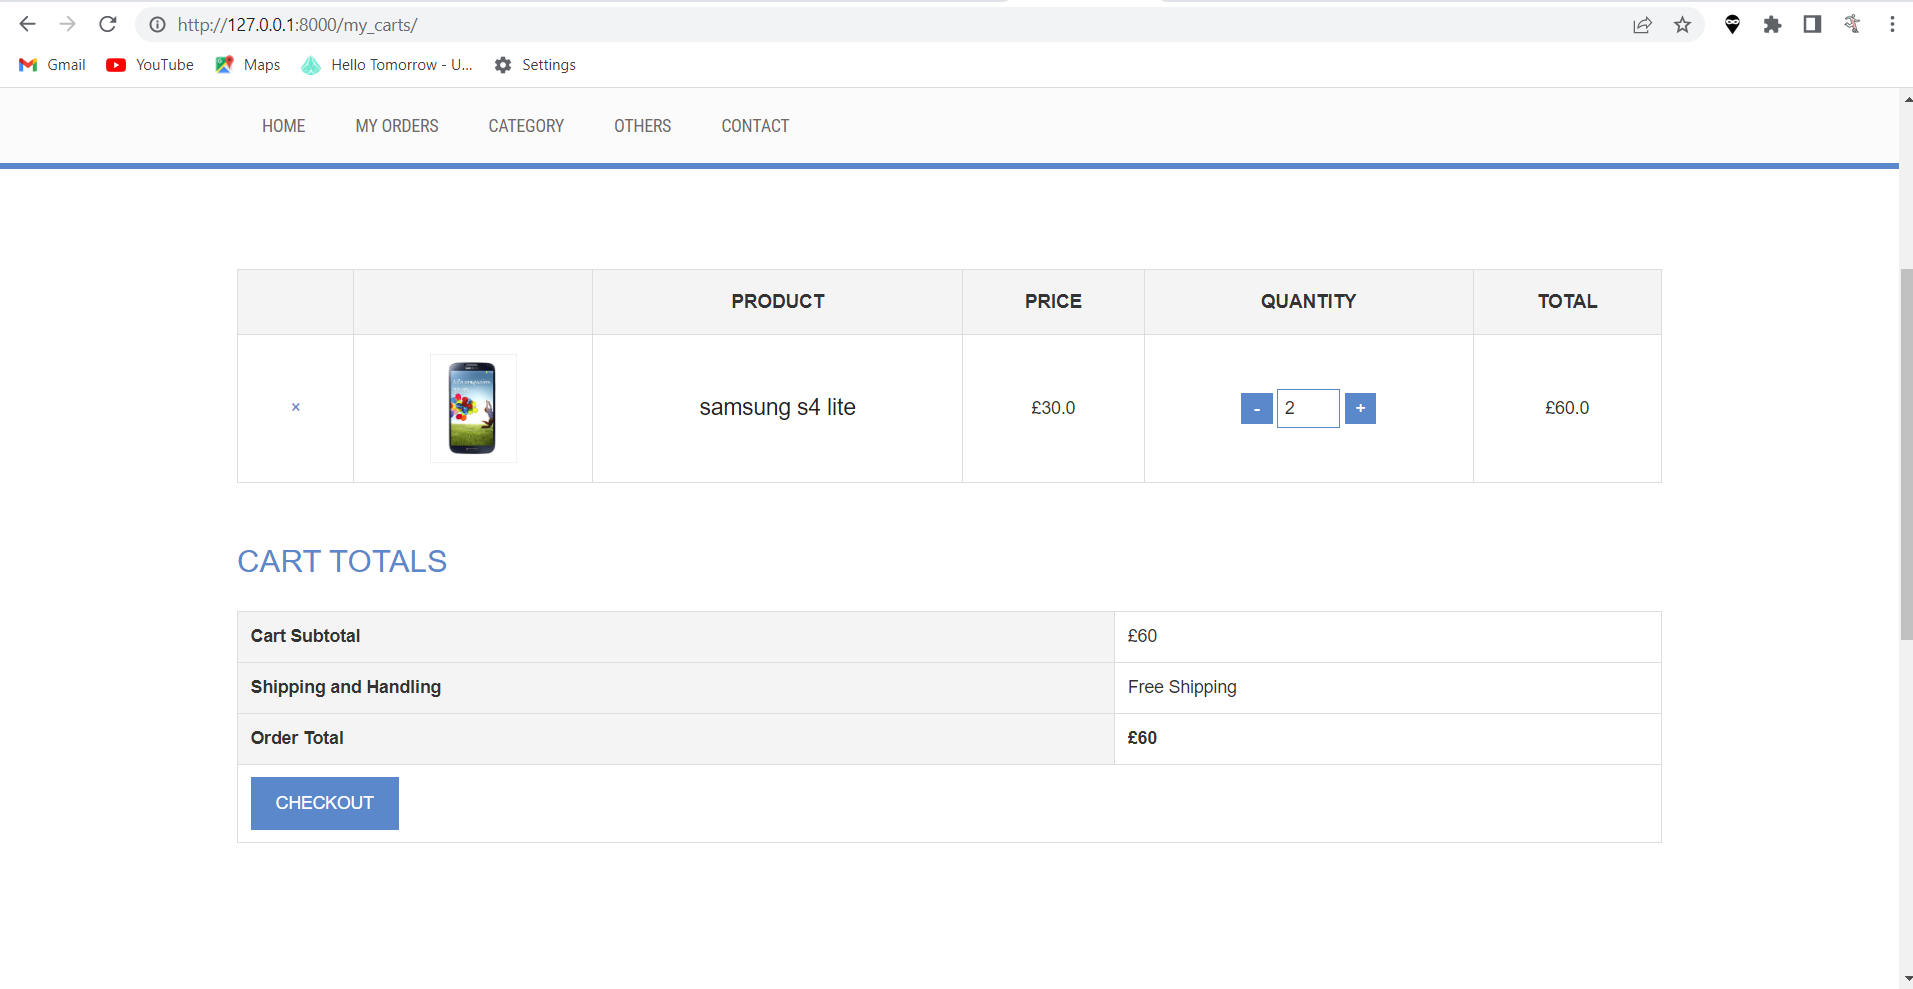 http://127.0.0.1:8000/my_carts/
Gmail YouTube Maps Hello Tomorrow - U... Settings
HOME MY ORDERS CATEGORY OTHERS CONTACT
PRODUCT PRICE QUANTITY TOTAL
× samsung s4 lite £30.0 - 2 + £60.0
CART TOTALS
Cart Subtotal £60
Shipping and Handling Free Shipping
Order Total £60
CHECKOUT